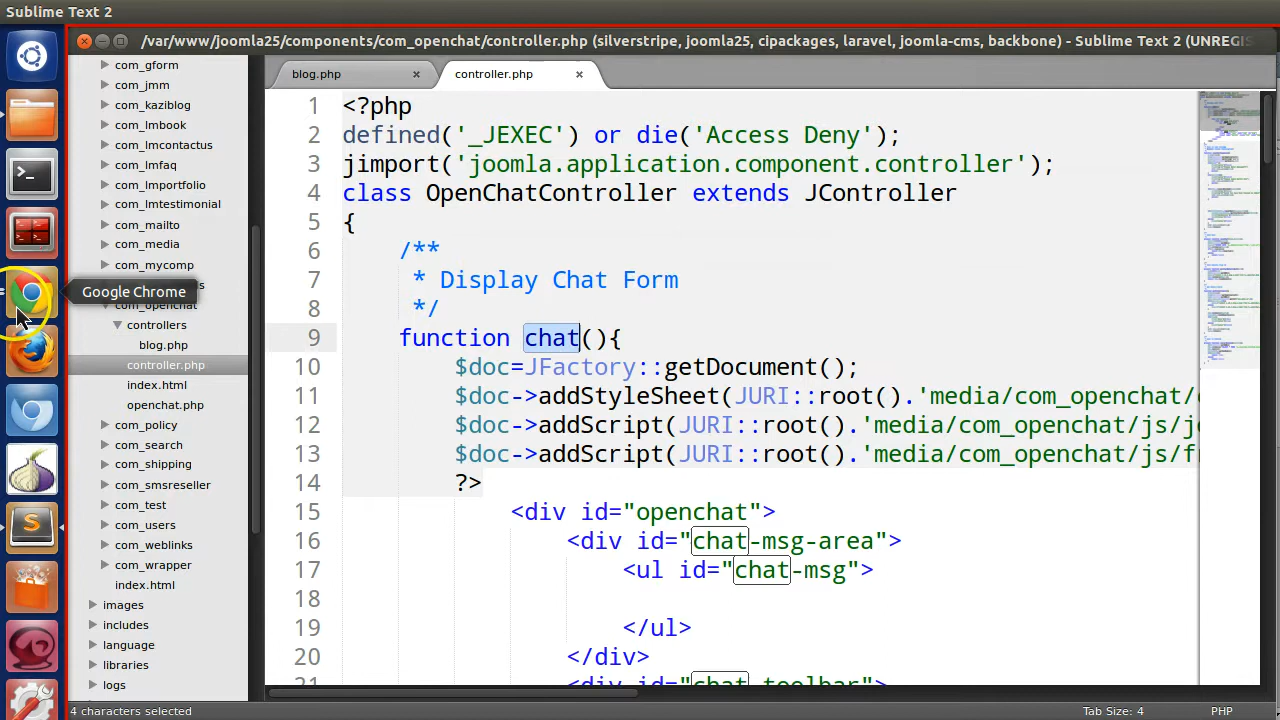 Sublime Text 2
/var/www/joomla25/components/com_openchat/controller.php (silverstripe, joomla25, cipackages, laravel, joomla-cms, backbone) - Sublime Text 2 (UNREGIS
blog.php
controller.php
com_gform
com_jmm
com_kaziblog
com_lmbook
com_lmcontactus
com_lmfaq
com_lmportfolio
com_lmtestimonial
com_mailto
com_media
com_mycomp
Google Chrome
com_openchat
controllers
blog.php
controller.php
index.html
openchat.php
com_policy
com_search
com_shipping
com_smsreseller
com_test
com_users
com_weblinks
com_wrapper
index.html
images
includes
language
libraries
logs
1 <?php
2 defined('_JEXEC') or die('Access Deny');
3 jimport('joomla.application.component.controller');
4 class OpenChatController extends JController
5 {
6 /**
7 * Display Chat Form
8 */
9 function chat(){
10 $doc=JFactory::getDocument();
11 $doc->addStyleSheet(JURI::root().'media/com_openchat/
12 $doc->addScript(JURI::root().'media/com_openchat/js/j
13 $doc->addScript(JURI::root().'media/com_openchat/js/f
14 ?>
15 <div id="openchat">
16 <div id="chat-msg-area">
17 <ul id="chat-msg">
18
19 </ul>
20 </div>
21 <div id="chat-toolbar">
4 characters selected
Tab Size: 4
PHP